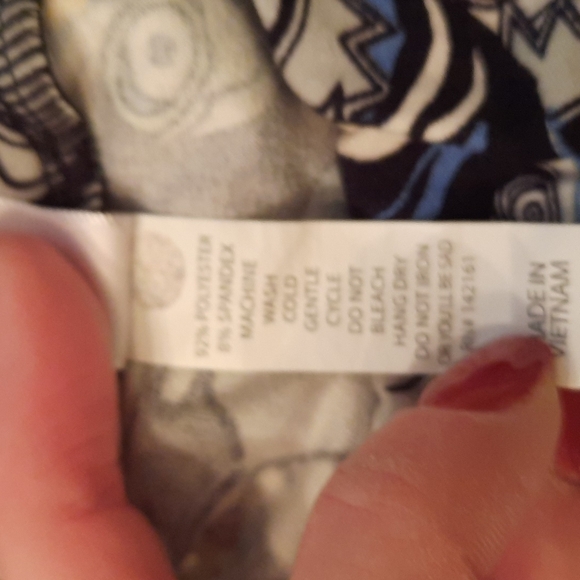 92% POLYESTER
8% SPANDEX
MACHINE
WASH
COLD
GENTLE
CYCLE
DO NOT
BLEACH
HANG DRY
DO NOT IRON
OR YOU'LL BE SAD
142161
MADE IN
VIETNAM